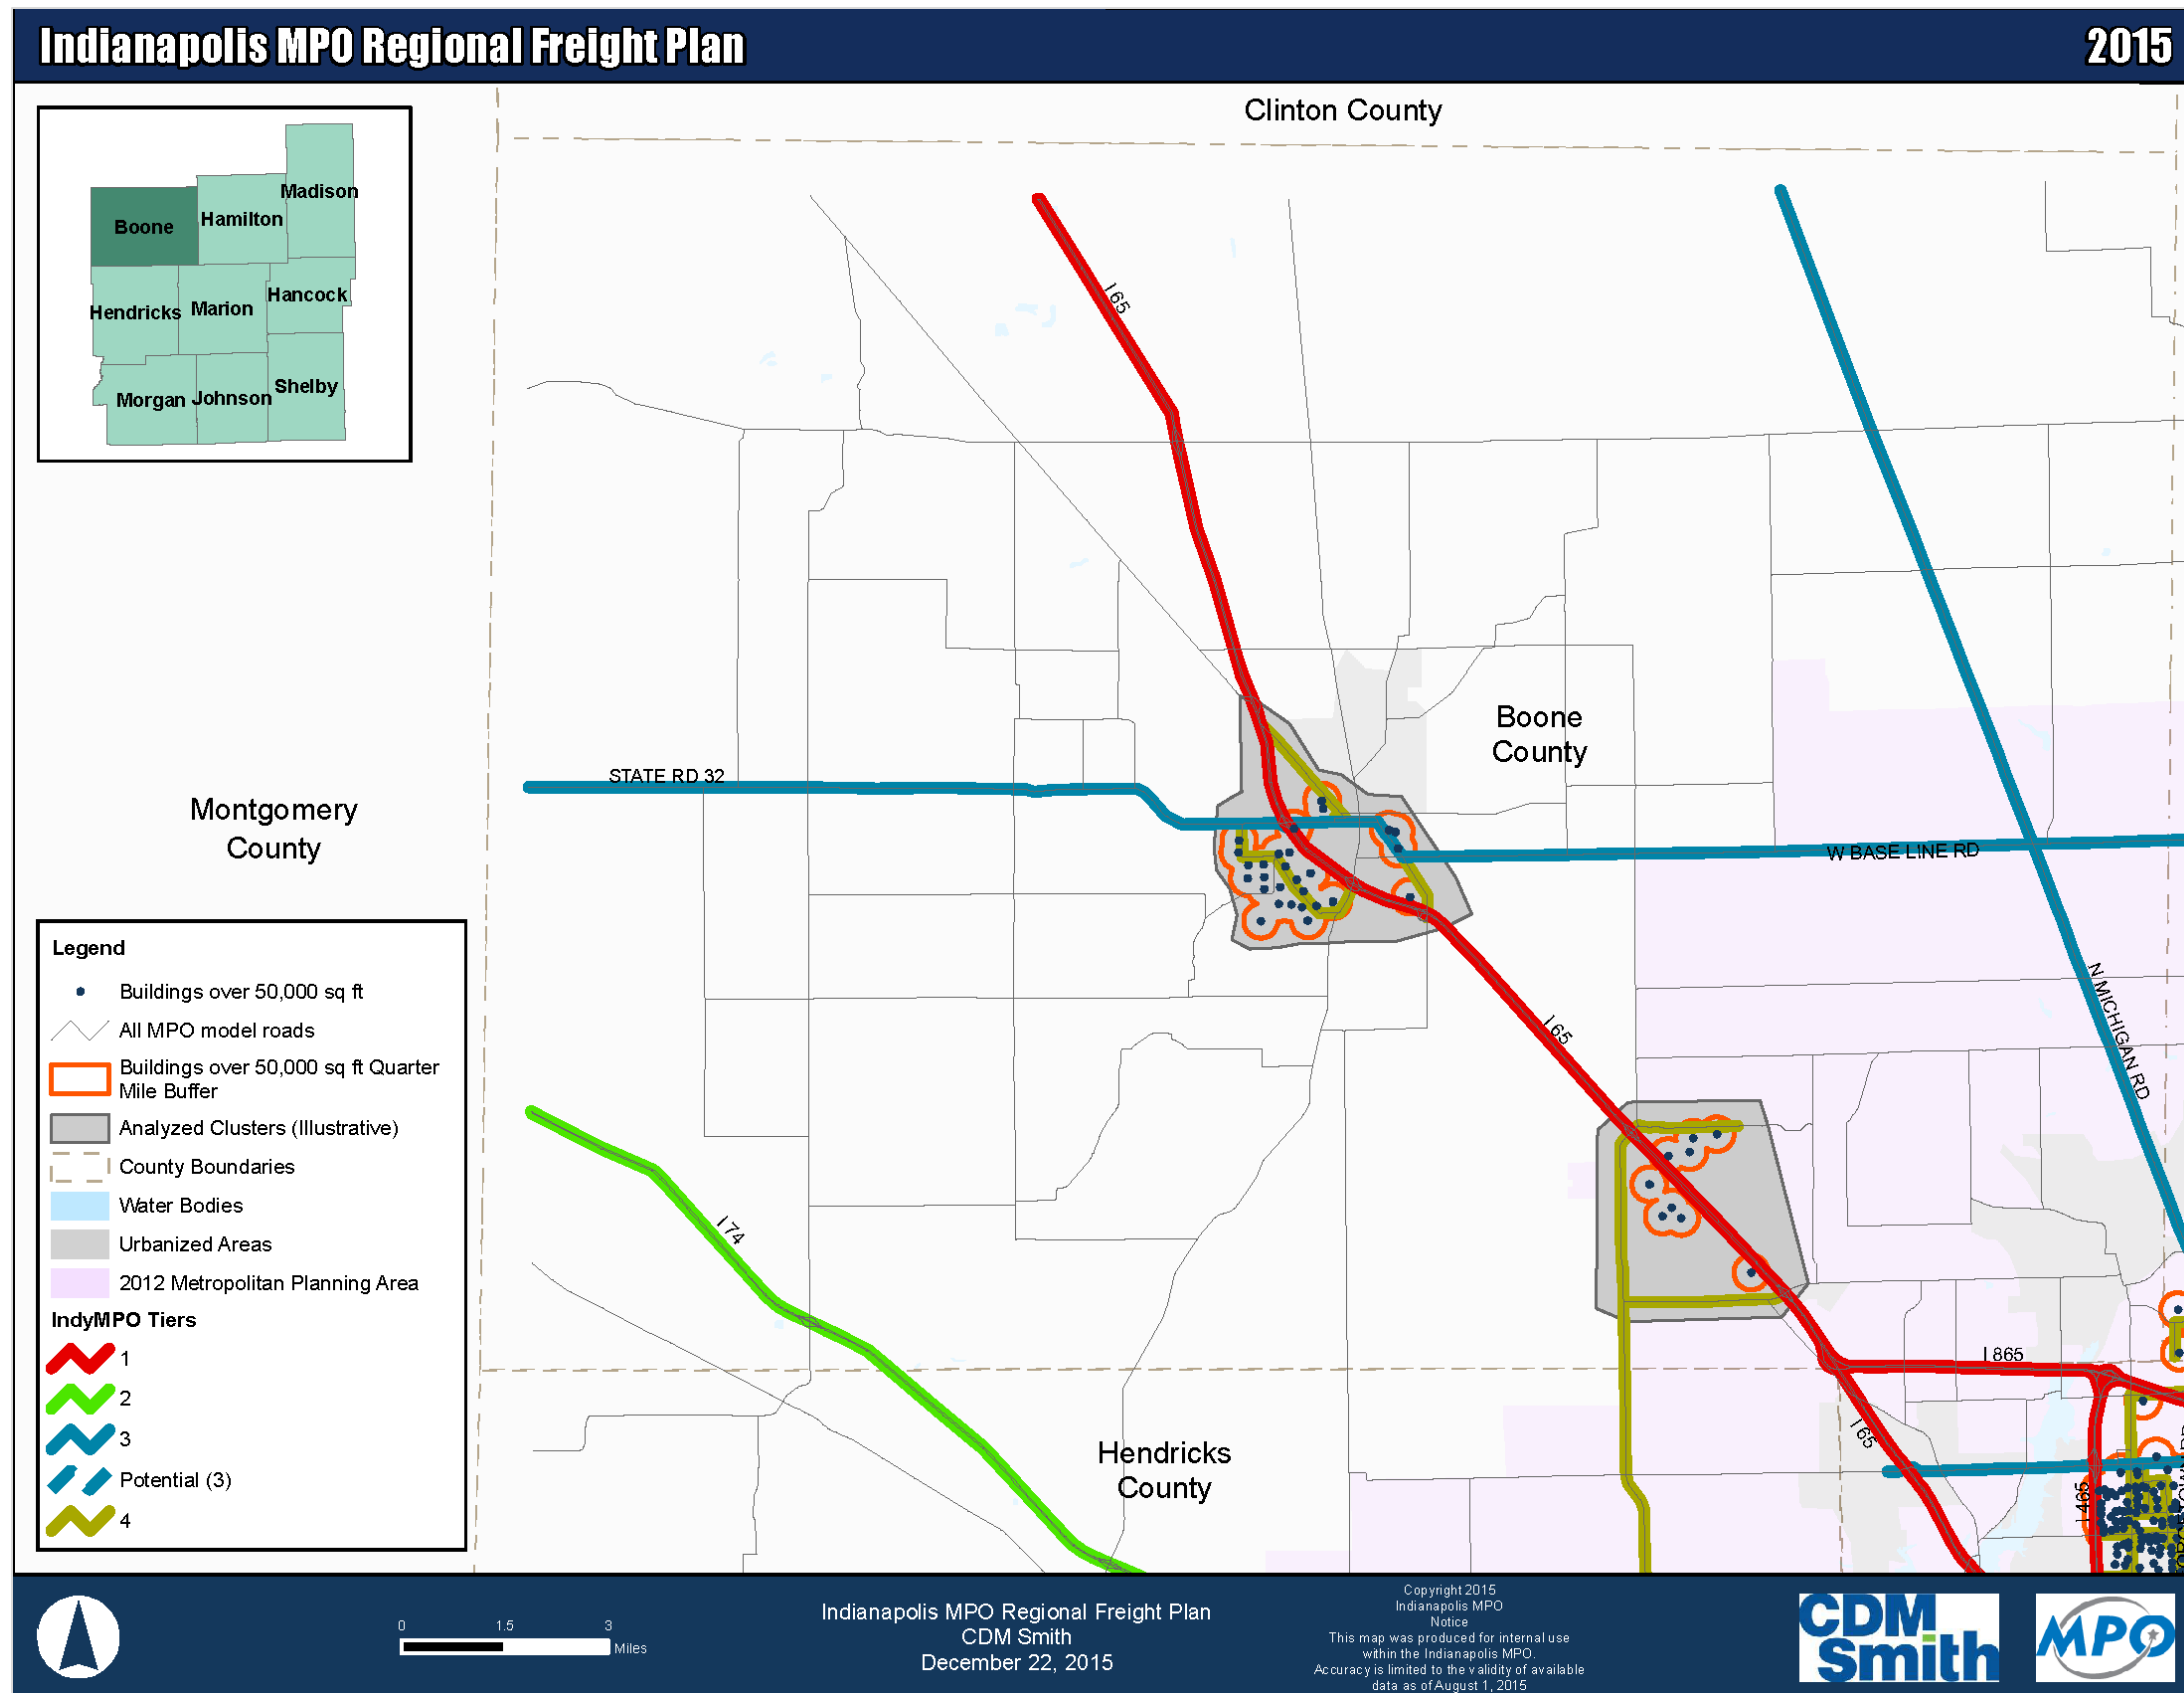 Indianapolis MPO Regional Freight Plan
2015
Madison
Hamilton
Boone
Hancock
Hendricks
Marion
Shelby
Morgan
Johnson
Clinton County
I 65
Boone
County
STATE RD 32
Montgomery
County
W BASE LINE RD
N MICHIGAN RD
I 65
I 74
I 865
I 65
I 465
Hendricks
County
Legend
Buildings over 50,000 sq ft
All MPO model roads
Buildings over 50,000 sq ft Quarter
Mile Buffer
Analyzed Clusters (Illustrative)
County Boundaries
Water Bodies
Urbanized Areas
2012 Metropolitan Planning Area
IndyMPO Tiers
1
2
3
Potential (3)
4
0 1.5 3
Miles
Indianapolis MPO Regional Freight Plan
CDM Smith
December 22, 2015
Copyright 2015
Indianapolis MPO
Notice
This map was produced for internal use
within the Indianapolis MPO.
Accuracy is limited to the validity of available
data as of August 1, 2015
CDM
Smith
MPO